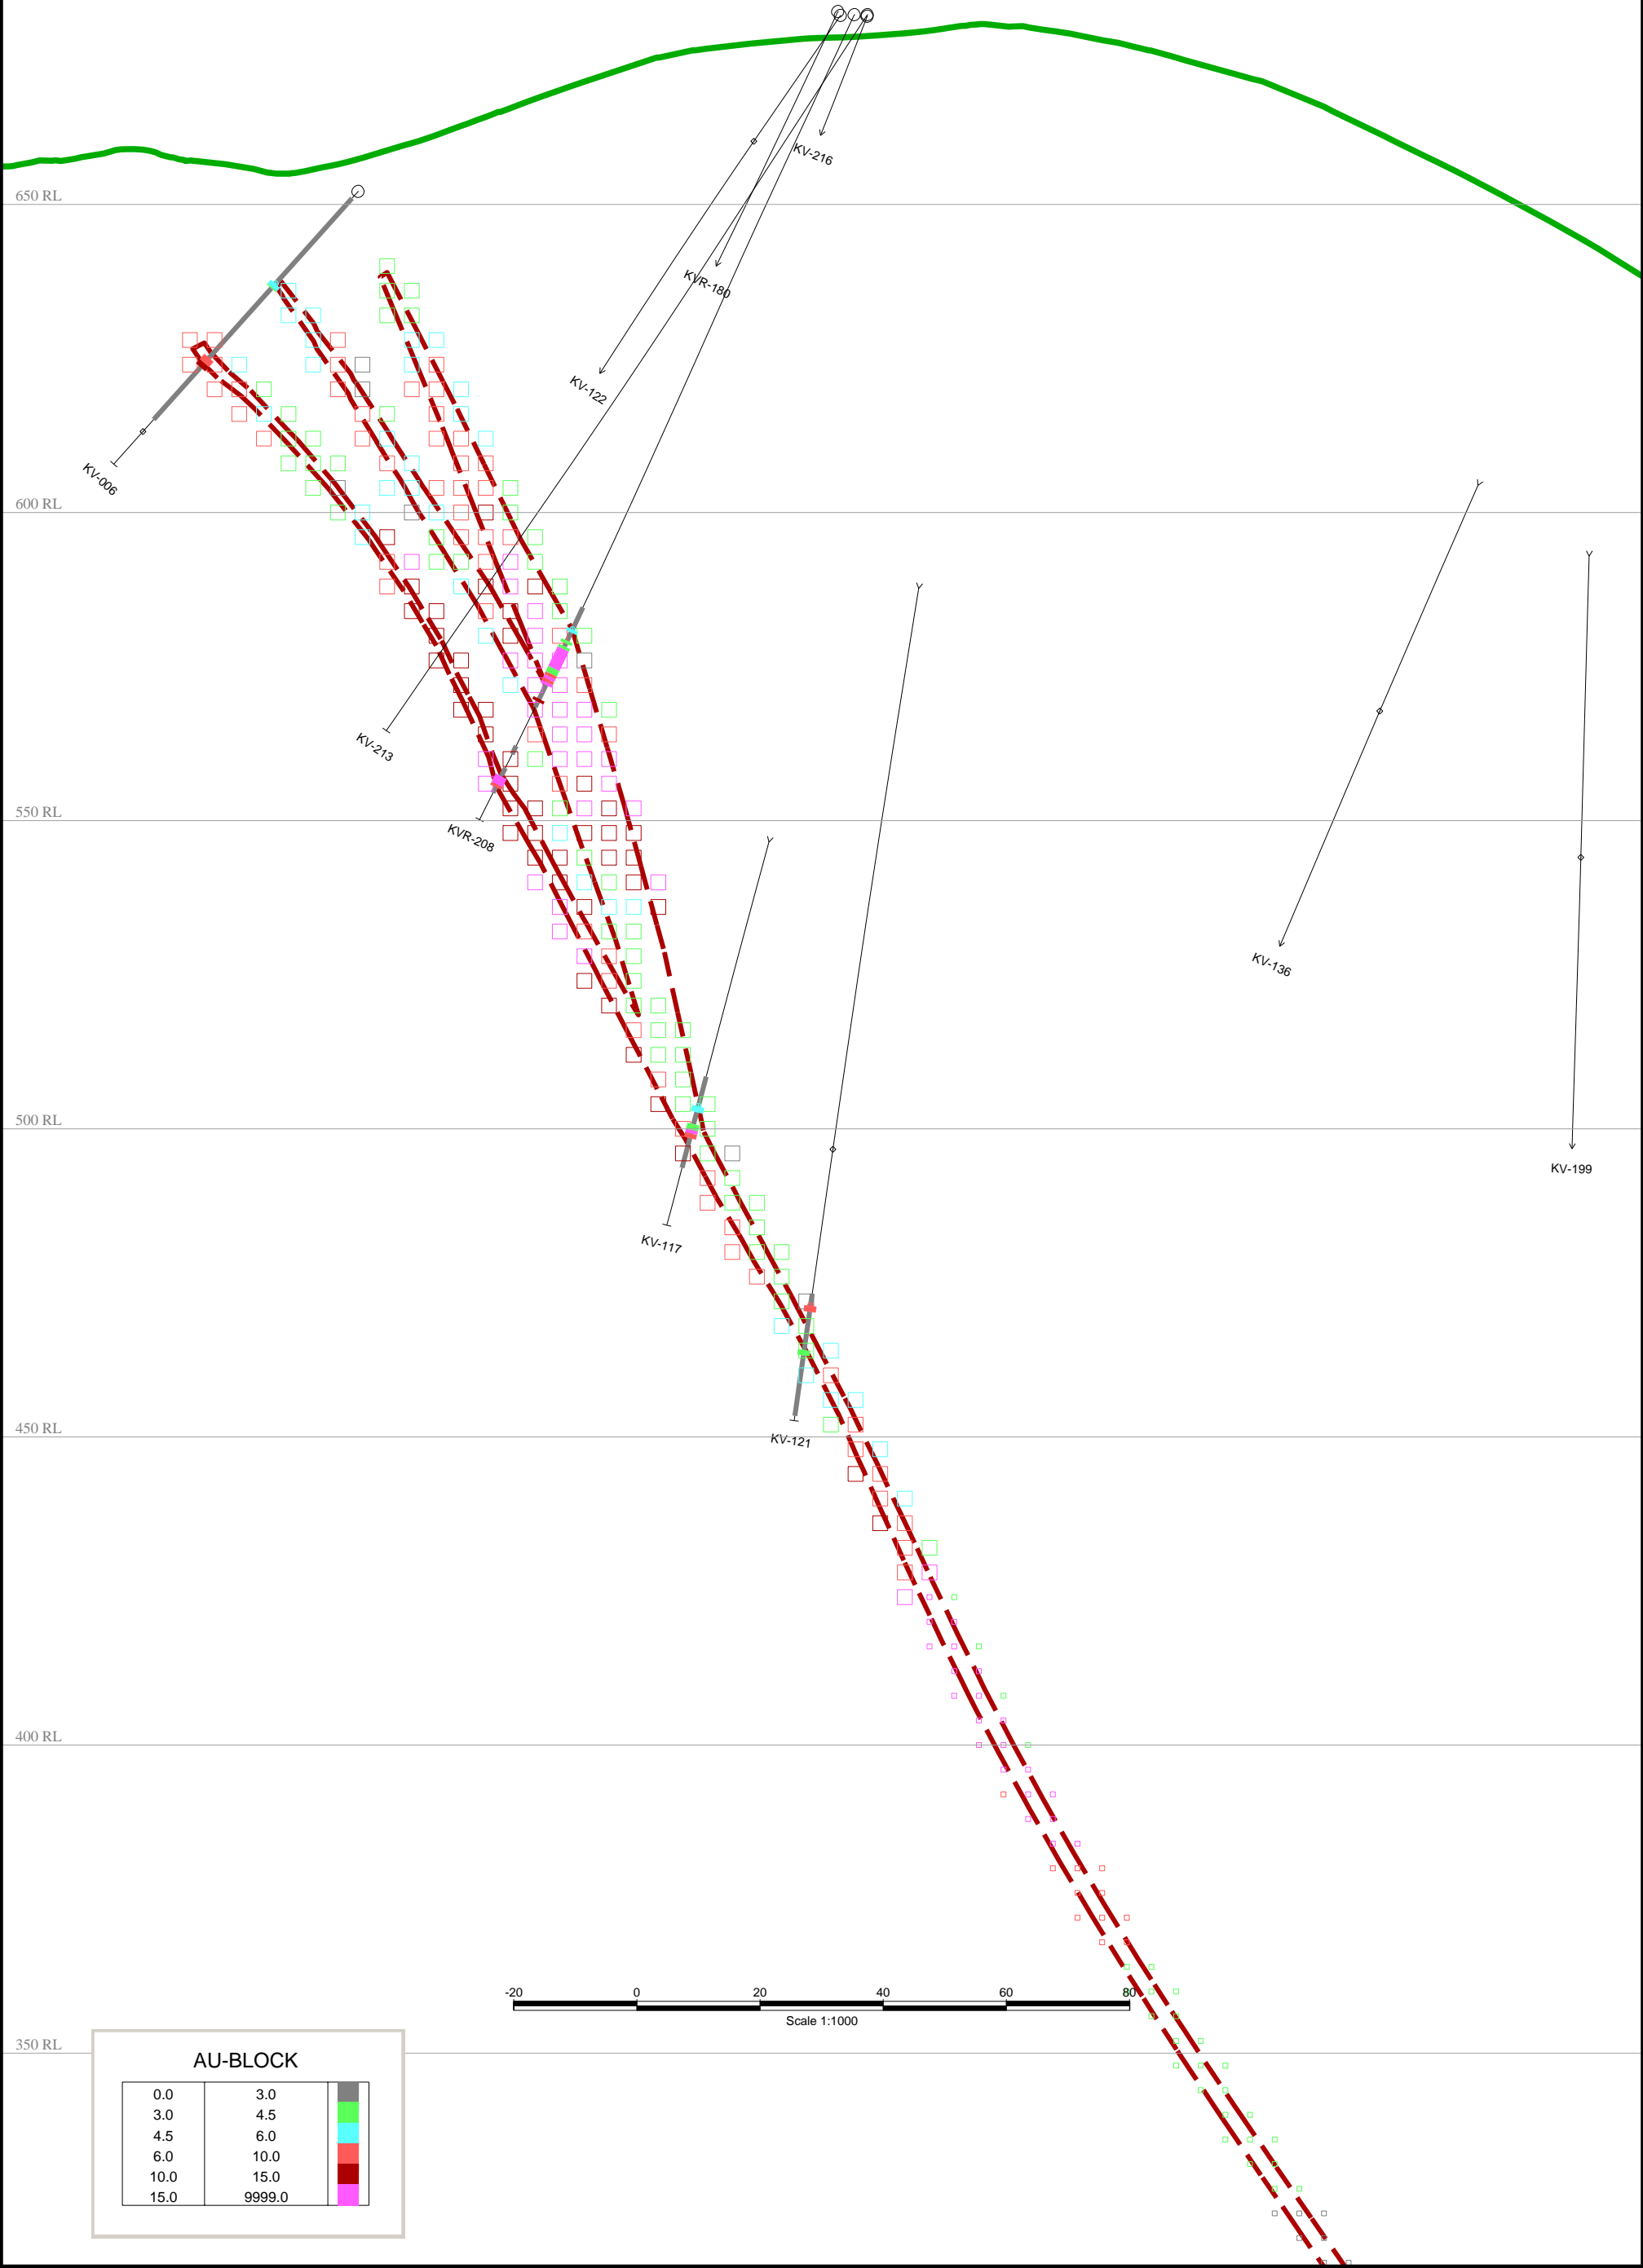 KV-216
650 RL
KVR-180
KV-122
KV-006
600 RL
KV-213
550 RL
KVR-208
KV-136
500 RL
KV-199
KV-117
450 RL
KV-121
400 RL
-20 0 20 40 60 80
Scale 1:1000
350 RL
AU-BLOCK
0.0 3.0
3.0 4.5
4.5 6.0
6.0 10.0
10.0 15.0
15.0 9999.0